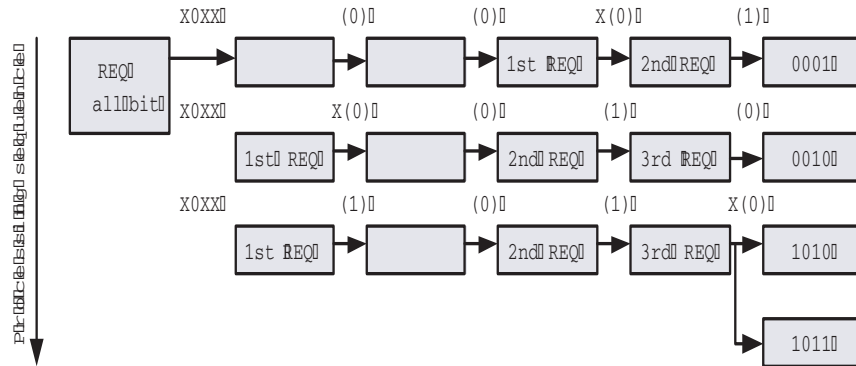 X0XX (0) (0) X(0) (1)
REQ
all bit
1st REQ 2nd REQ 0001
X0XX X(0) (0) (1) (0)
1st REQ 2nd REQ 3rd REQ 0010
X0XX (1) (0) (1) X(0)
1st REQ 2nd REQ 3rd REQ 1010
1011
Processing sequence